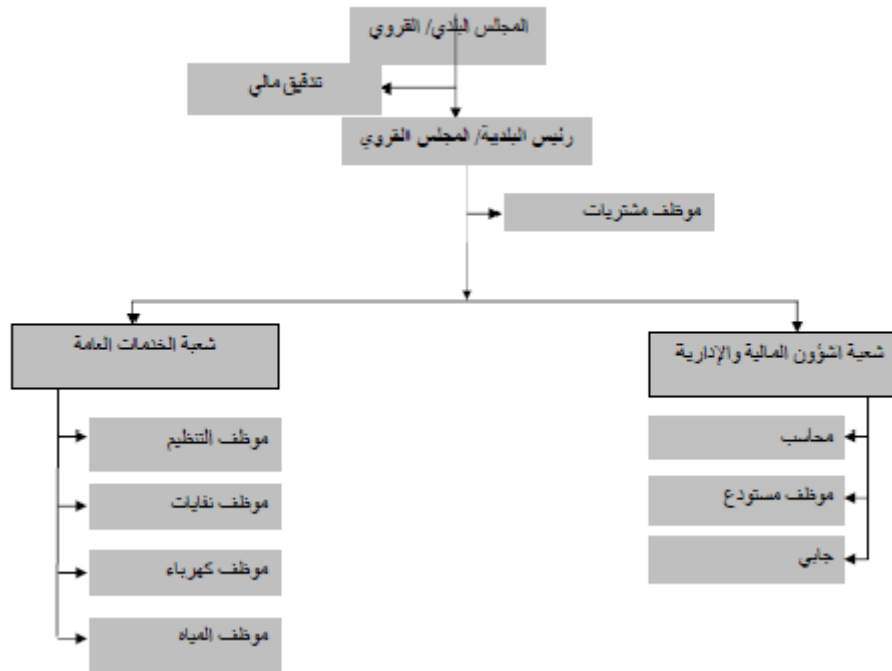 المجلس البلدي/ القروي
تدقيق مالي
رئيس البلدية/ المجلس القروي
موظف مشتريات
شعبة اشؤون المالية والإدارية
محاسب
موظف مستودع
جابي
شعبة الخدمات العامة
موظف التنظيم
موظف نفايات
موظف كهرباء
موظف المياه